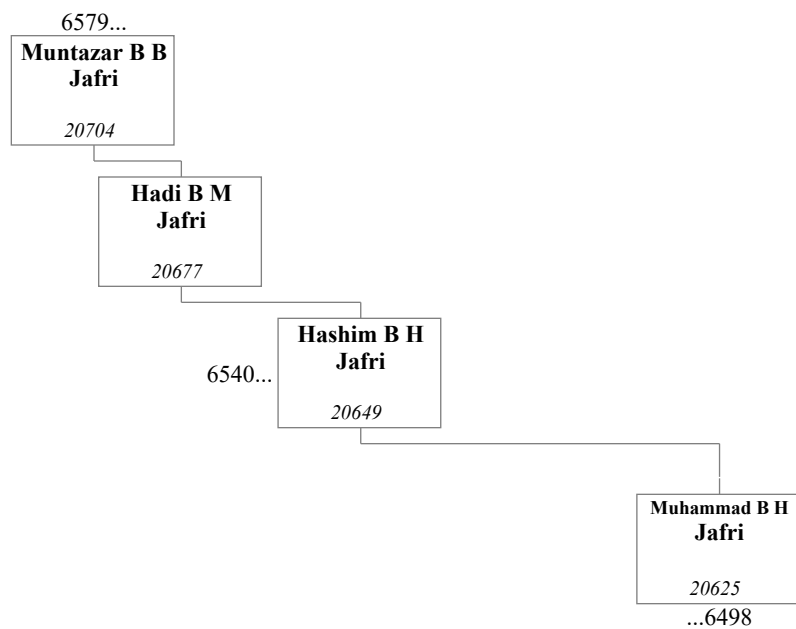 6579...
Muntazar B B
Jafri
20704
Hadi B M
Jafri
20677
Hashim B H
Jafri
6540...
20649
Muhammad B H
Jafri
20625
...6498